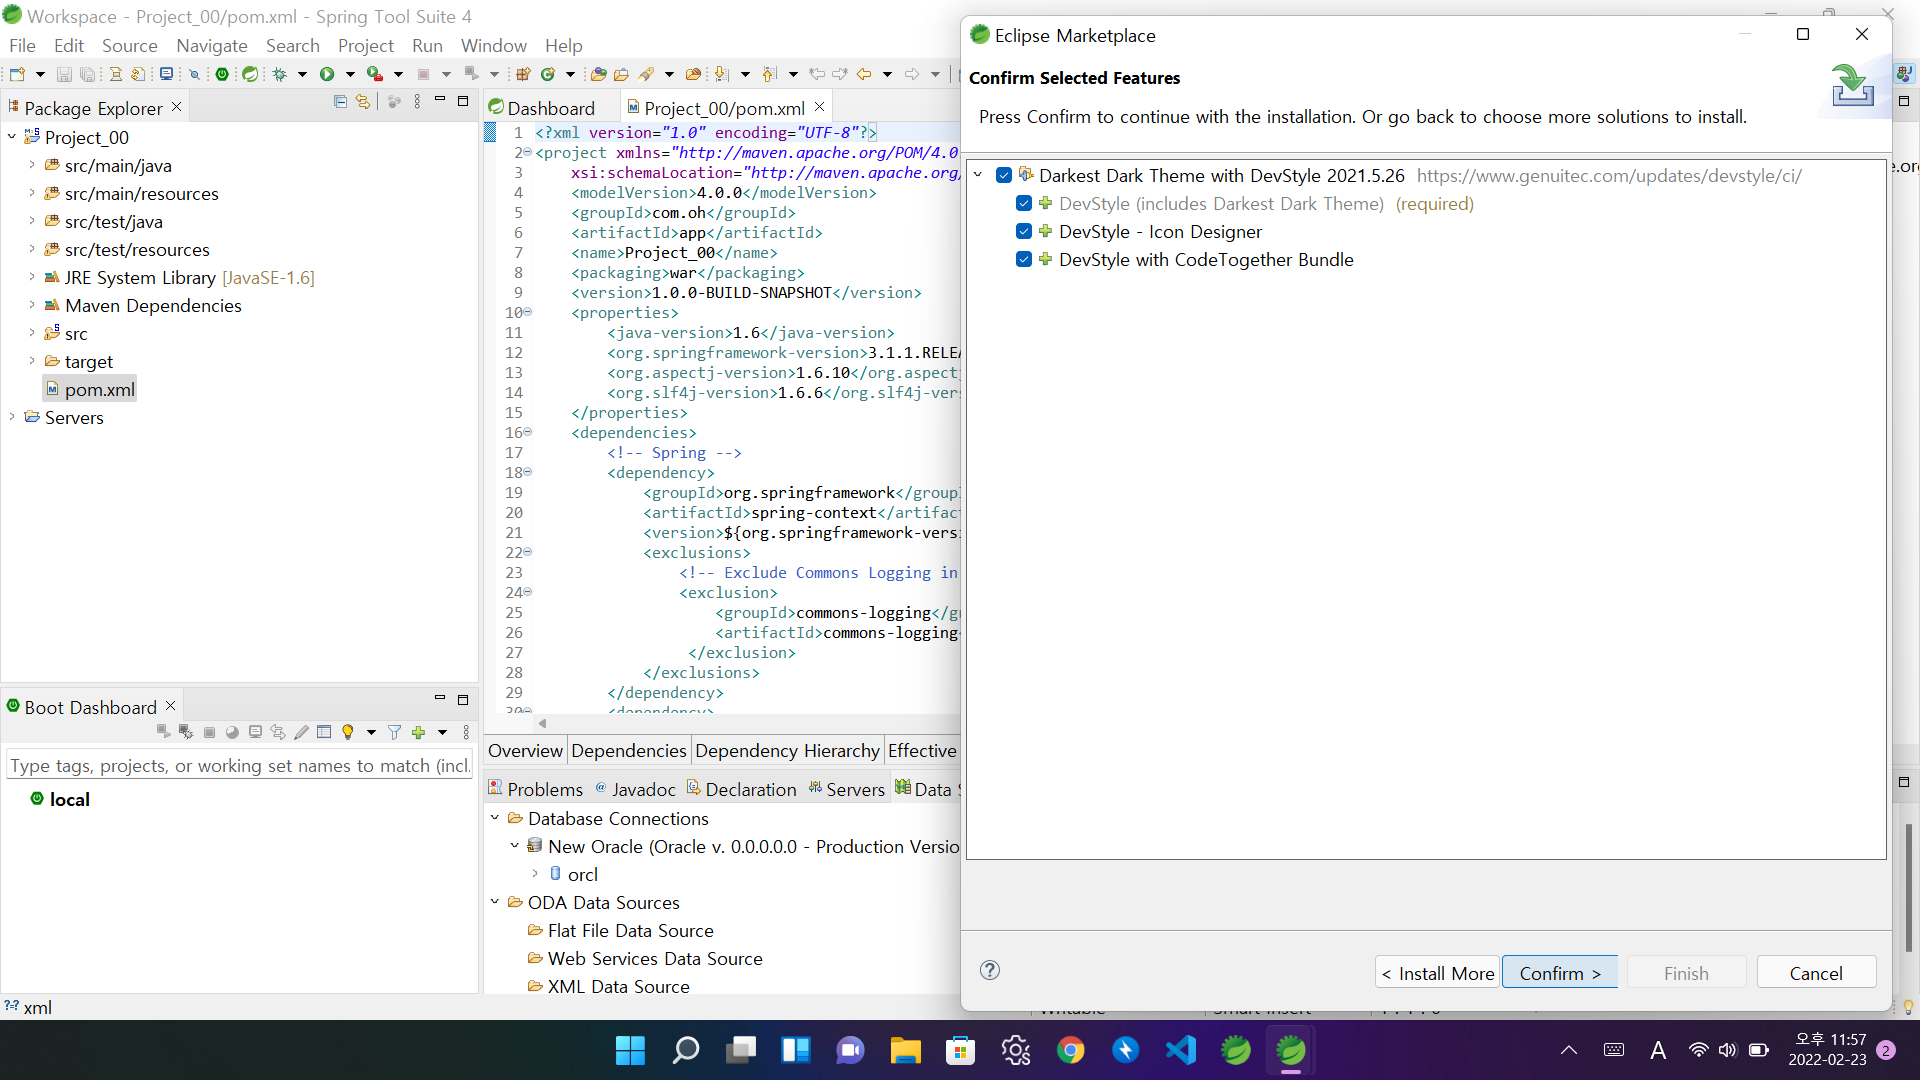 Workspace - Project_00/pom.xml - Spring Tool Suite 4
File Edit Source Navigate Search Project Run Window Help
Package Explorer
Project_00
src/main/java
src/main/resources
src/test/java
src/test/resources
JRE System Library [JavaSE-1.6]
Maven Dependencies
src
target
pom.xml
Servers
Boot Dashboard
Type tags, projects, or working set names to match (incl.
local
xml
Dashboard
Project_00/pom.xml
1 <?xml version="1.0" encoding="UTF-8"?>
2 <project xmlns="http://maven.apache.org/POM/4.0
3 xsi:schemaLocation="http://maven.apache.org/
4 <modelVersion>4.0.0</modelVersion>
5 <groupId>com.oh</groupId>
6 <artifactId>app</artifactId>
7 <name>Project_00</name>
8 <packaging>war</packaging>
9 <version>1.0.0-BUILD-SNAPSHOT</version>
10 <properties>
11 <java-version>1.6</java-version>
12 <org.springframework-version>3.1.1.RELEA
13 <org.aspectj-version>1.6.10</org.aspectj
14 <org.slf4j-version>1.6.6</org.slf4j-vers
15 </properties>
16 <dependencies>
17 <!-- Spring -->
18 <dependency>
19 <groupId>org.springframework</groupI
20 <artifactId>spring-context</artifact
21 <version>${org.springframework-versi
22 <exclusions>
23 <!-- Exclude Commons Logging in
24 <exclusion>
25 <groupId>commons-logging</g
26 <artifactId>commons-logging<
27 </exclusion>
28 </exclusions>
29 </dependency>
30 <dependency>
Overview Dependencies Dependency Hierarchy Effective
Problems Javadoc Declaration Servers Data S
Database Connections
New Oracle (Oracle v. 0.0.0.0.0 - Production Versio
orcl
ODA Data Sources
Flat File Data Source
Web Services Data Source
XML Data Source
Writable Smart Insert
Eclipse Marketplace
Confirm Selected Features
Press Confirm to continue with the installation. Or go back to choose more solutions to install.
Darkest Dark Theme with DevStyle 2021.5.26 https://www.genuitec.com/updates/devstyle/ci/
DevStyle (includes Darkest Dark Theme) (required)
DevStyle - Icon Designer
DevStyle with CodeTogether Bundle
< Install More Confirm > Finish Cancel
A
오후 11:57
2022-02-23
2